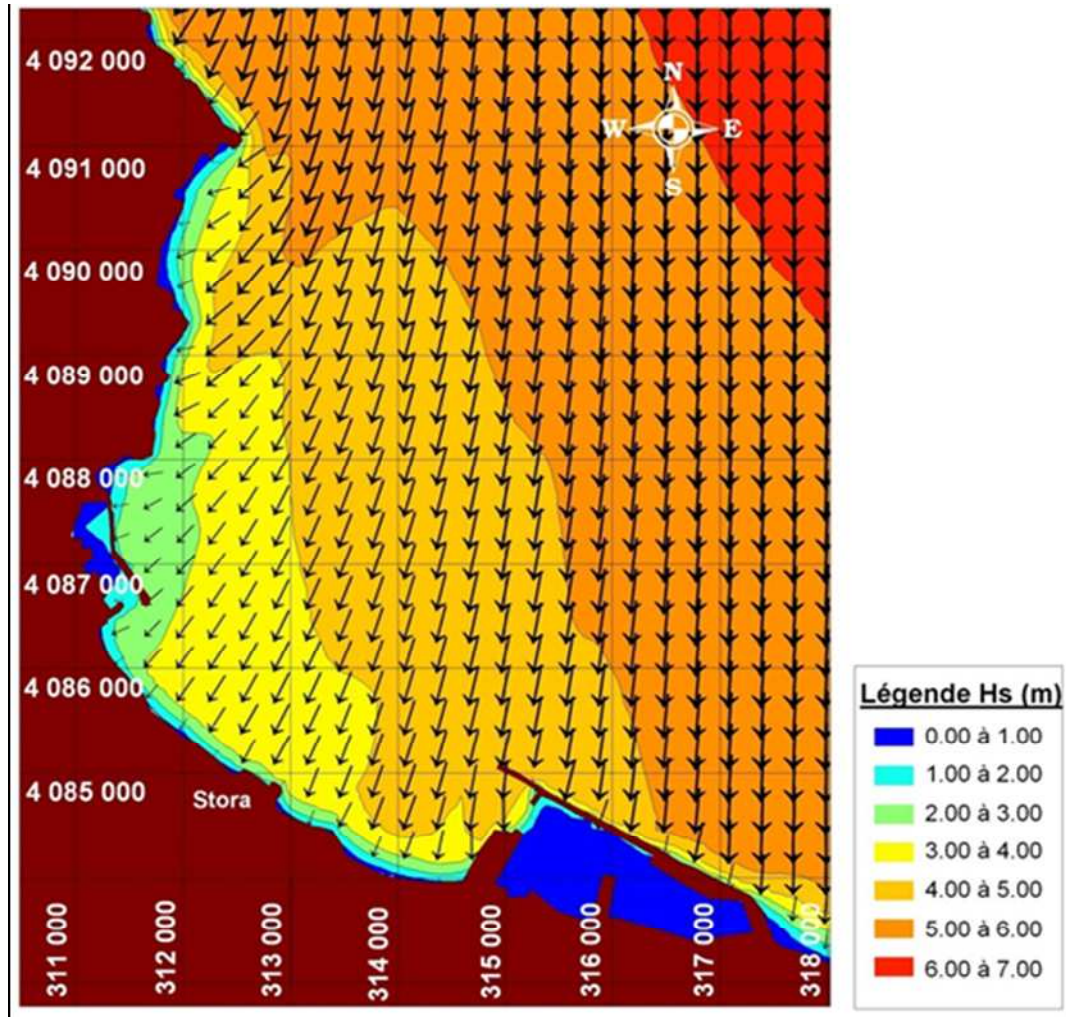 4 092 000
N
W E
S
4 091 000
4 090 000
4 089 000
4 088 000
4 087 000
4 086 000
4 085 000
Stora
311 000
312 000
313 000
314 000
315 000
316 000
317 000
318 000
Légende Hs (m)
0.00 à 1.00
1.00 à 2.00
2.00 à 3.00
3.00 à 4.00
4.00 à 5.00
5.00 à 6.00
6.00 à 7.00